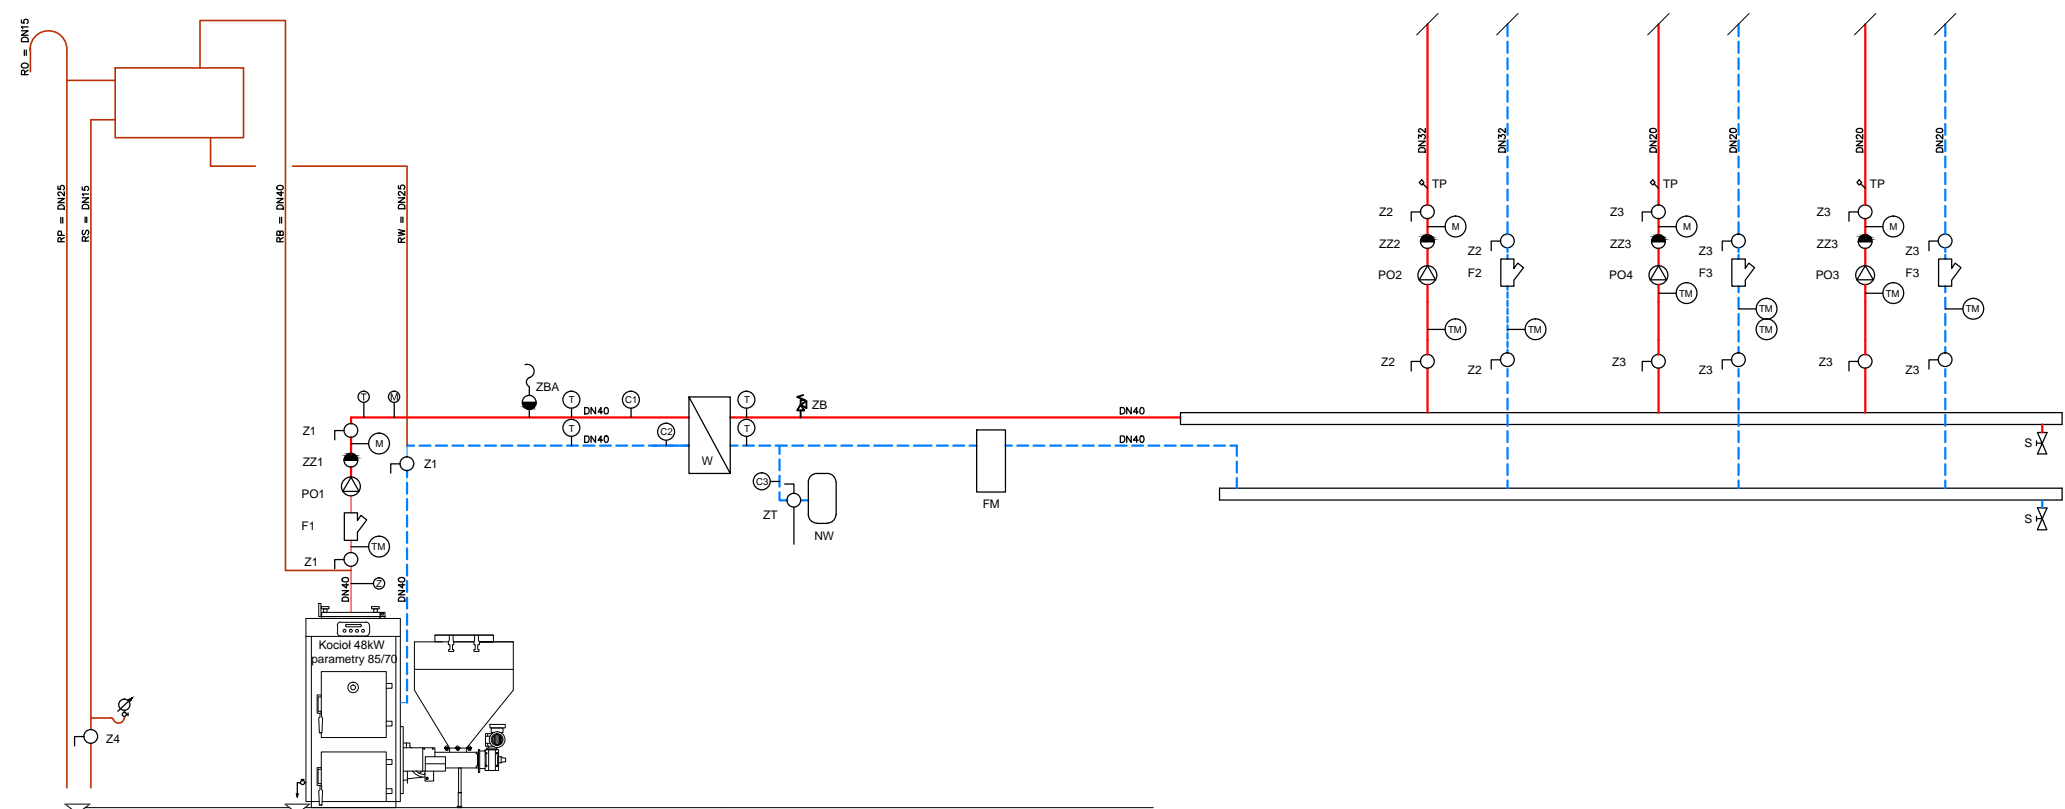 RO = DN15
RP = DN25
RS = DN15
RB = DN40
RW = DN25
DN32
DN32
DN20
DN20
DN20
DN20
TP
TP
TP
Z2
M
Z3
M
Z3
M
ZZ2
Z2
ZZ3
Z3
ZZ3
Z3
PO2
F2
PO4
F3
PO3
F3
TM
TM
TM
TM
TM
TM
TM
TM
Z2
Z2
Z3
Z3
Z3
Z3
ZBA
T
M
T
C1
T
ZB
DN40
DN40
Z1
M
T
C2
T
DN40
DN40
S
ZZ1
Z1
W
PO1
C3
ZT
NW
FM
F1
S
TM
Z1
Z
DN40
DN40
Kocioł 48kW
parametry 85/70
Z4